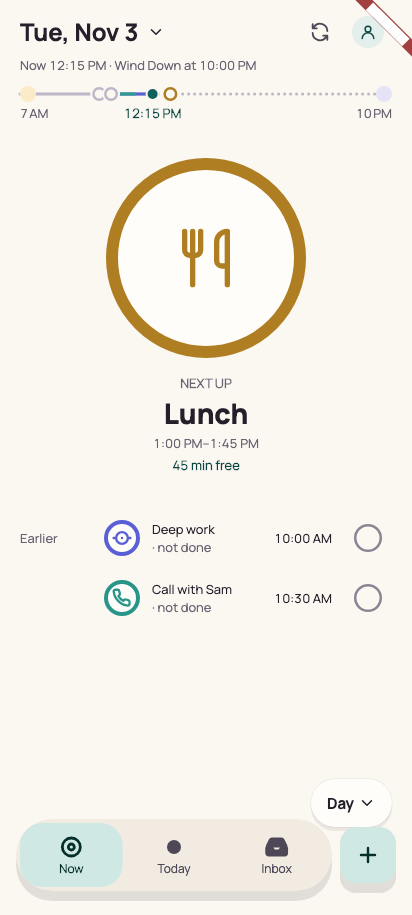 Tue, Nov 3
Now 12:15 PM · Wind Down at 10:00 PM
7 AM 12:15 PM 10 PM
NEXT UP
Lunch
1:00 PM–1:45 PM
45 min free
Earlier
Deep work
· not done
10:00 AM
Call with Sam
· not done
10:30 AM
Day
Now
Today
Inbox